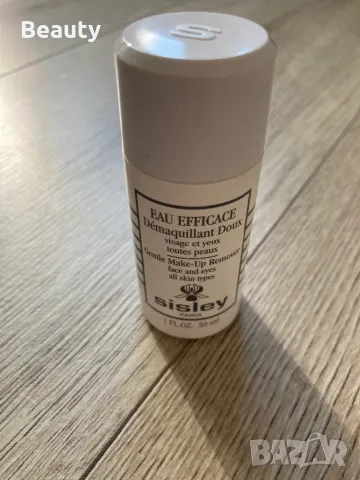 Beauty
S
EAU EFFICACE
Démaquillant Doux
visage et yeux
toutes peaux
Gentle Make-Up Remover
face and eyes
all skin types
sisley
PARIS
1 FL.OZ. 30 ml
BAZAR